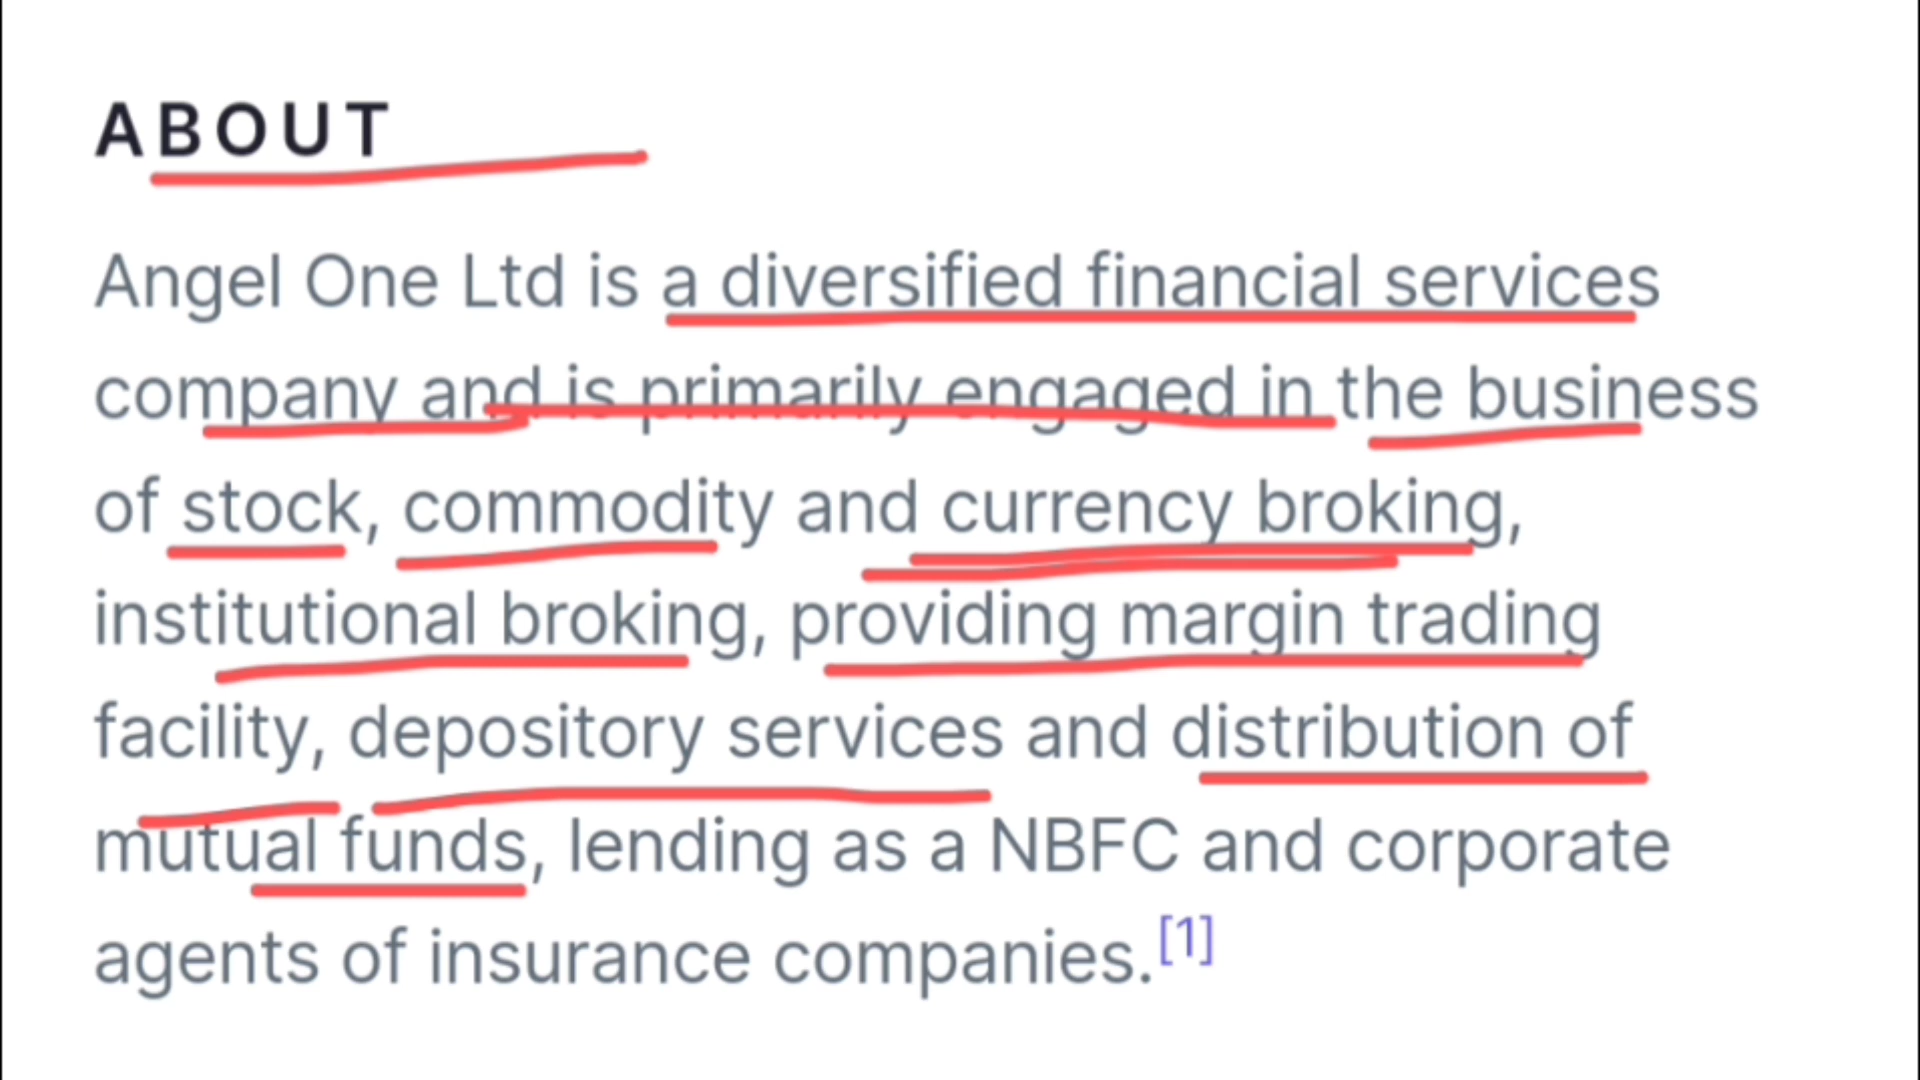 ABOUT
Angel One Ltd is a diversified financial services
company and is primarily engaged in the business
of stock, commodity and currency broking,
institutional broking, providing margin trading
facility, depository services and distribution of
mutual funds, lending as a NBFC and corporate
agents of insurance companies.[1]